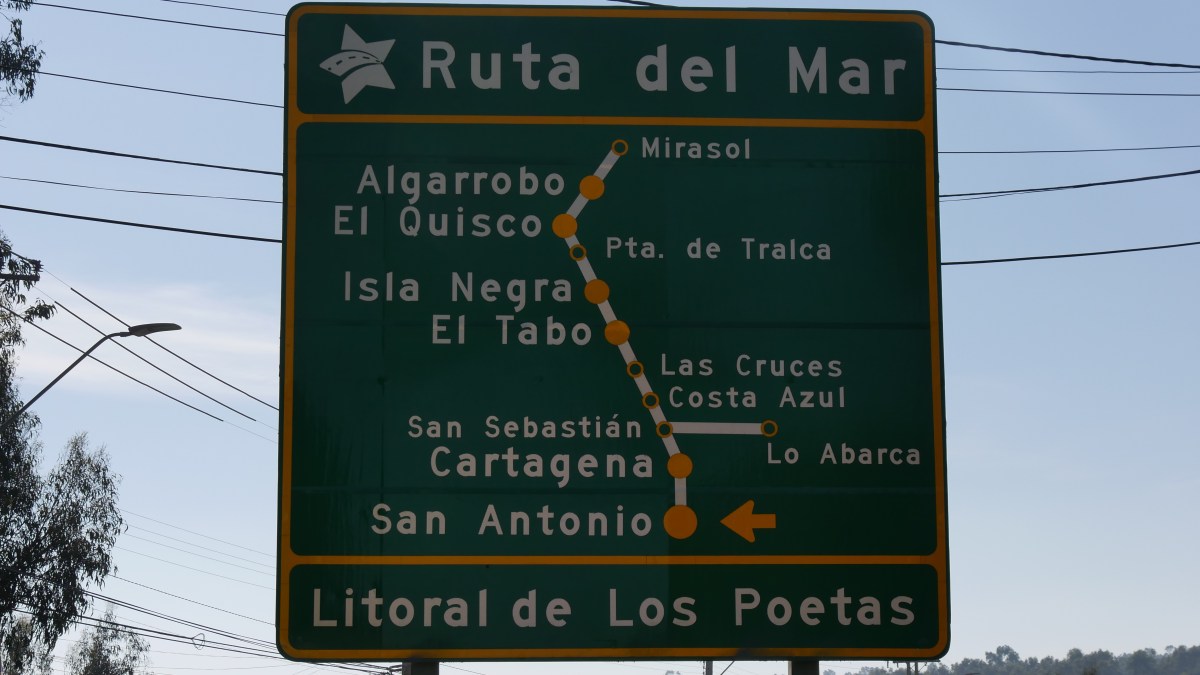 Ruta del Mar
Mirasol
Algarrobo
El Quisco
Pta. de Tralca
Isla Negra
El Tabo
Las Cruces
Costa Azul
San Sebastián
Lo Abarca
Cartagena
San Antonio
Litoral de Los Poetas